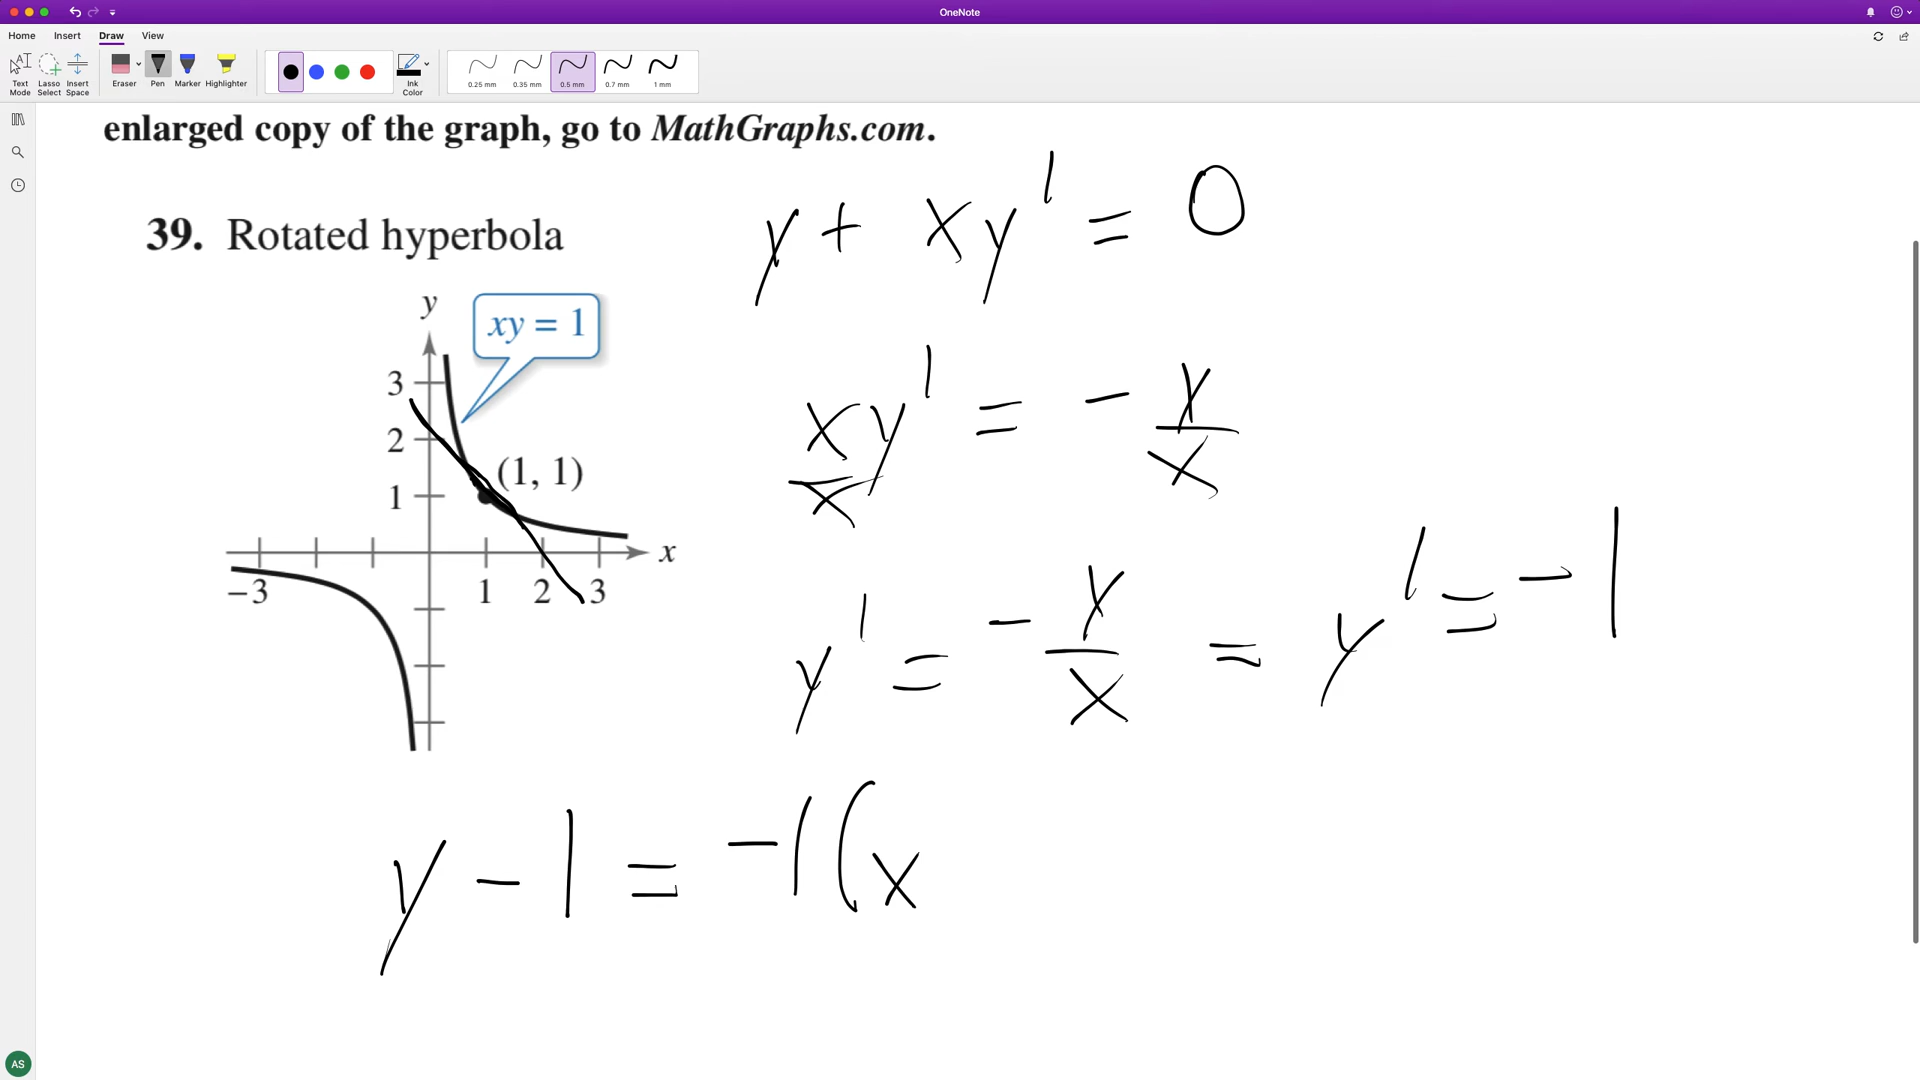 OneNote
Home Insert Draw View
Text Mode Lasso Select Insert Space Eraser Pen Marker Highlighter Ink Color 0.25 mm 0.35 mm 0.5 mm 0.7 mm 1 mm
enlarged copy of the graph, go to MathGraphs.com.
39. Rotated hyperbola
y + xy' = 0
y
xy = 1
3
2
1
(1, 1)
x
−3 1 2 3
xy'/x = - y/x
y' = - y/x = y' = -1
y - 1 = -1(x
AS